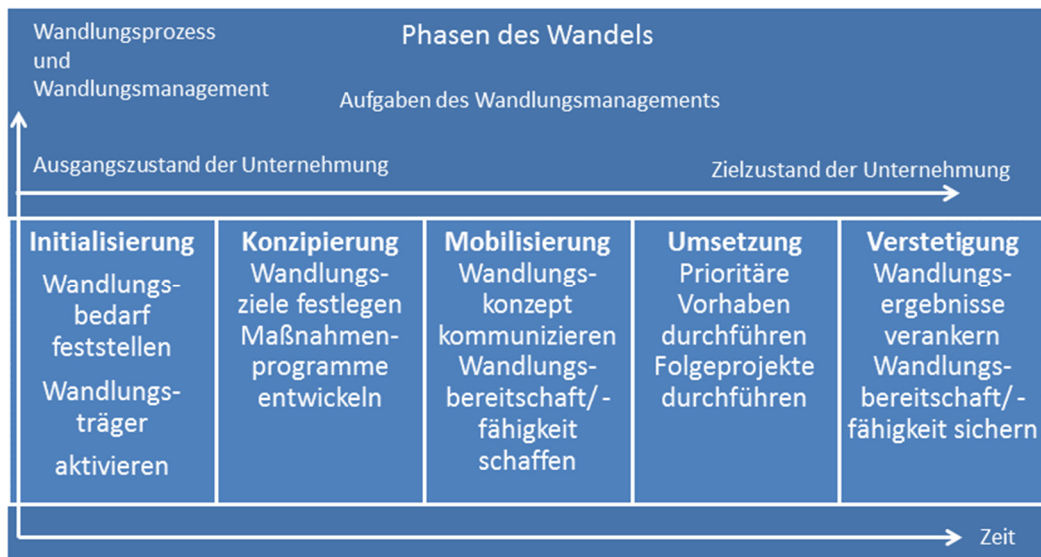 Wandlungsprozess
und
Wandlungsmanagement
Phasen des Wandels
Aufgaben des Wandlungsmanagements
Ausgangszustand der Unternehmung
Zielzustand der Unternehmung
Initialisierung
Wandlungs-
bedarf
feststellen
Wandlungs-
träger
aktivieren
Konzipierung
Wandlungs-
ziele festlegen
Maßnahmen-
programme
entwickeln
Mobilisierung
Wandlungs-
konzept
kommunizieren
Wandlungs-
bereitschaft/ -
fähigkeit
schaffen
Umsetzung
Prioritäre
Vorhaben
durchführen
Folgeprojekte
durchführen
Verstetigung
Wandlungs-
ergebnisse
verankern
Wandlungs-
bereitschaft/ -
fähigkeit sichern
Zeit